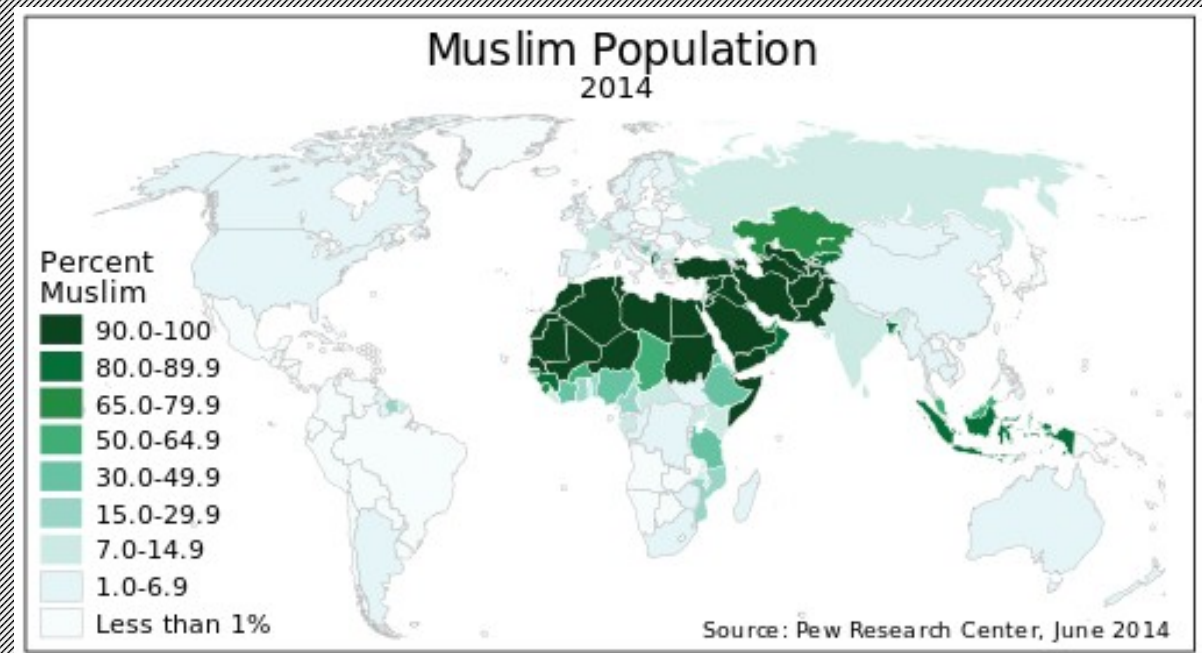 Muslim Population
2014
Percent
Muslim
90.0-100
80.0-89.9
65.0-79.9
50.0-64.9
30.0-49.9
15.0-29.9
7.0-14.9
1.0-6.9
Less than 1%
Source: Pew Research Center, June 2014